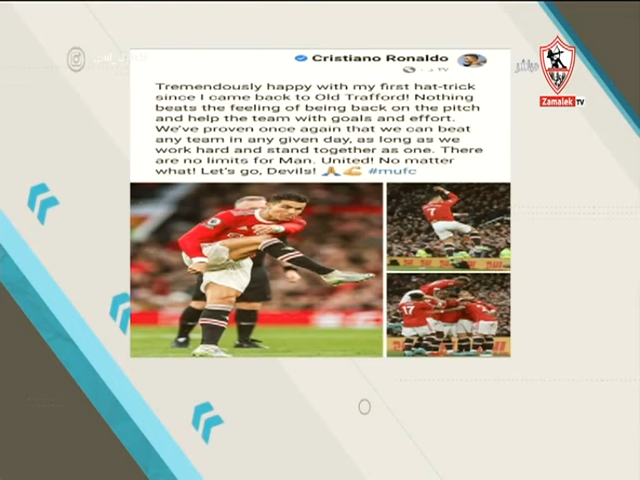 Cristiano Ronaldo
مباشر
Zamalek TV
Tremendously happy with my first hat-trick
since I came back to Old Trafford! Nothing
beats the feeling of being back on the pitch
and help the team with goals and effort.
We've proven once again that we can beat
any team in any given day, as long as we
work hard and stand together as one. There
are no limits for Man. United! No matter
what! Let's go, Devils! 🙏 💪 #mufc
7
17